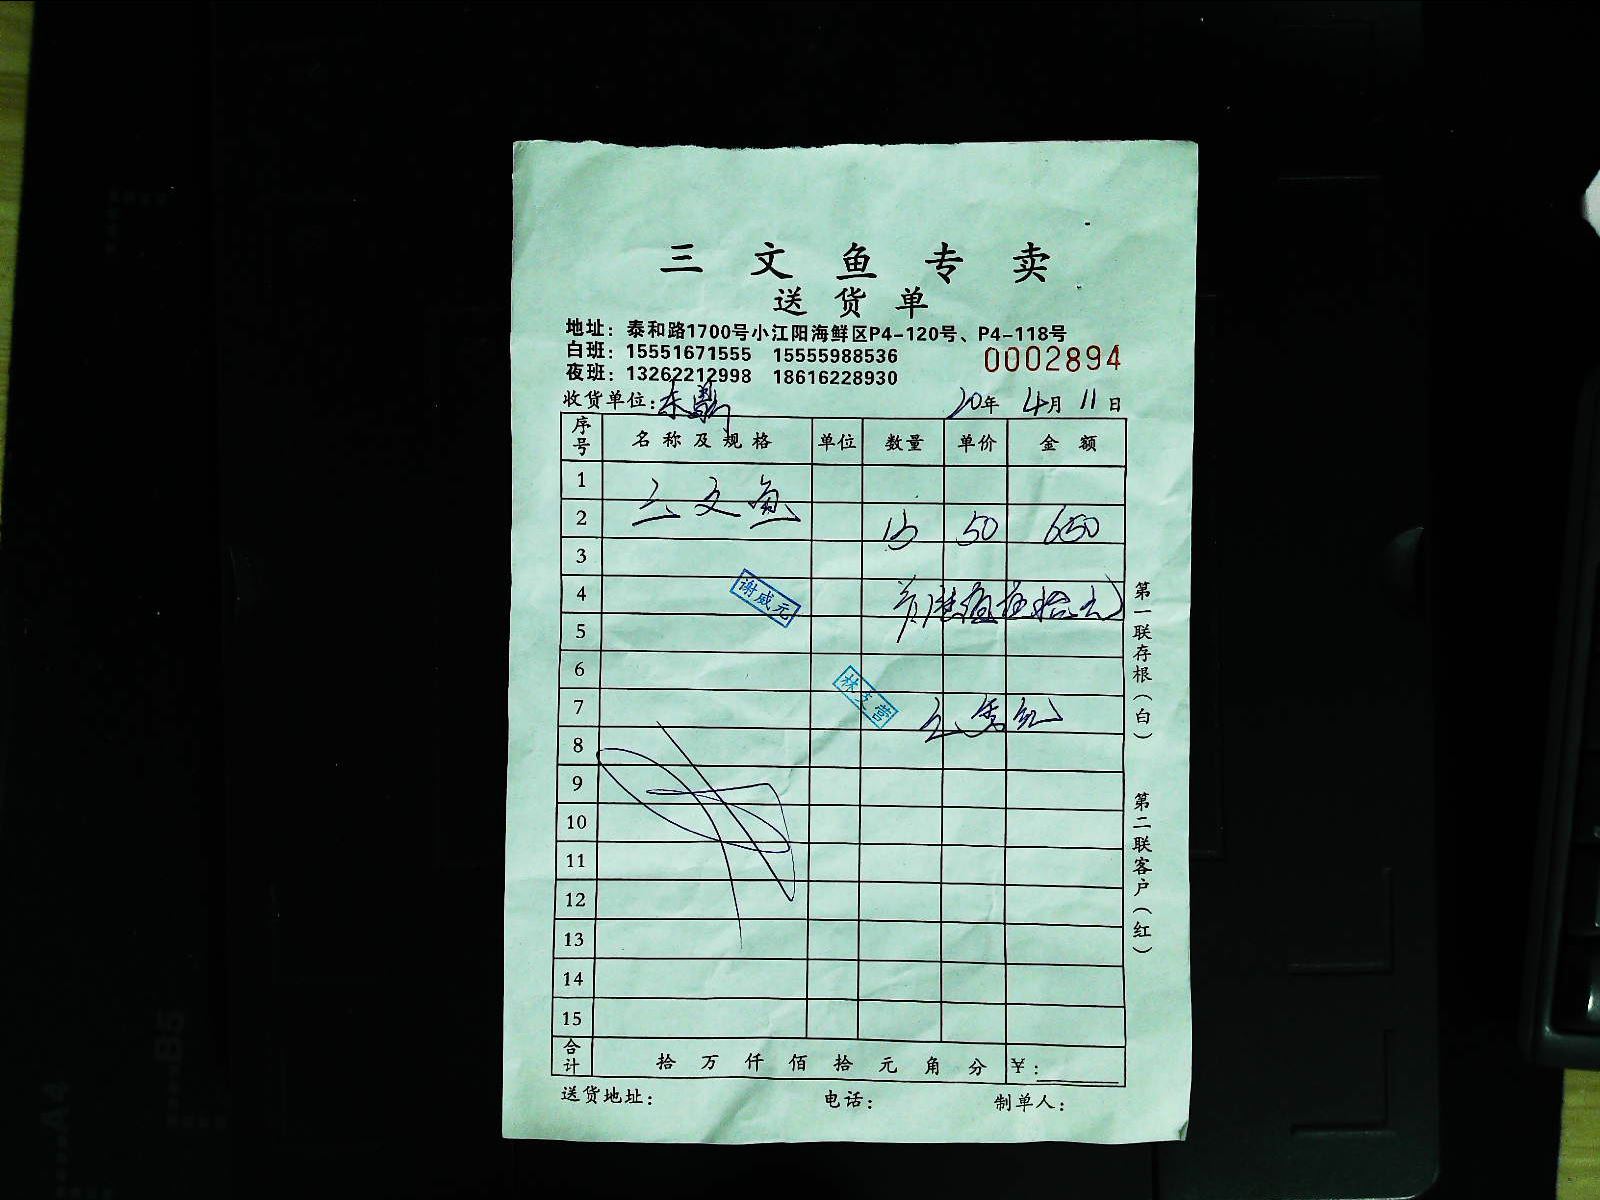 三文鱼专卖
送货单
地址：泰和路1700号小江阳海鲜区P4-120号、P4-118号
白班：15551671555 15555988536
0002894
夜班：13262212998 18616228930
收货单位： 20年 4月 11日
序号 名称及规格 单位 数量 单价 金额
1
三文鱼
2 13 50 650
3
4
谢威元
5
6
7
林 营
8
9
10
11
12
13
14
15
合计 拾 万 仟 佰 拾 元 角 分 ￥：
送货地址： 电话： 制单人：
第一联存根（白）
第二联客户（红）